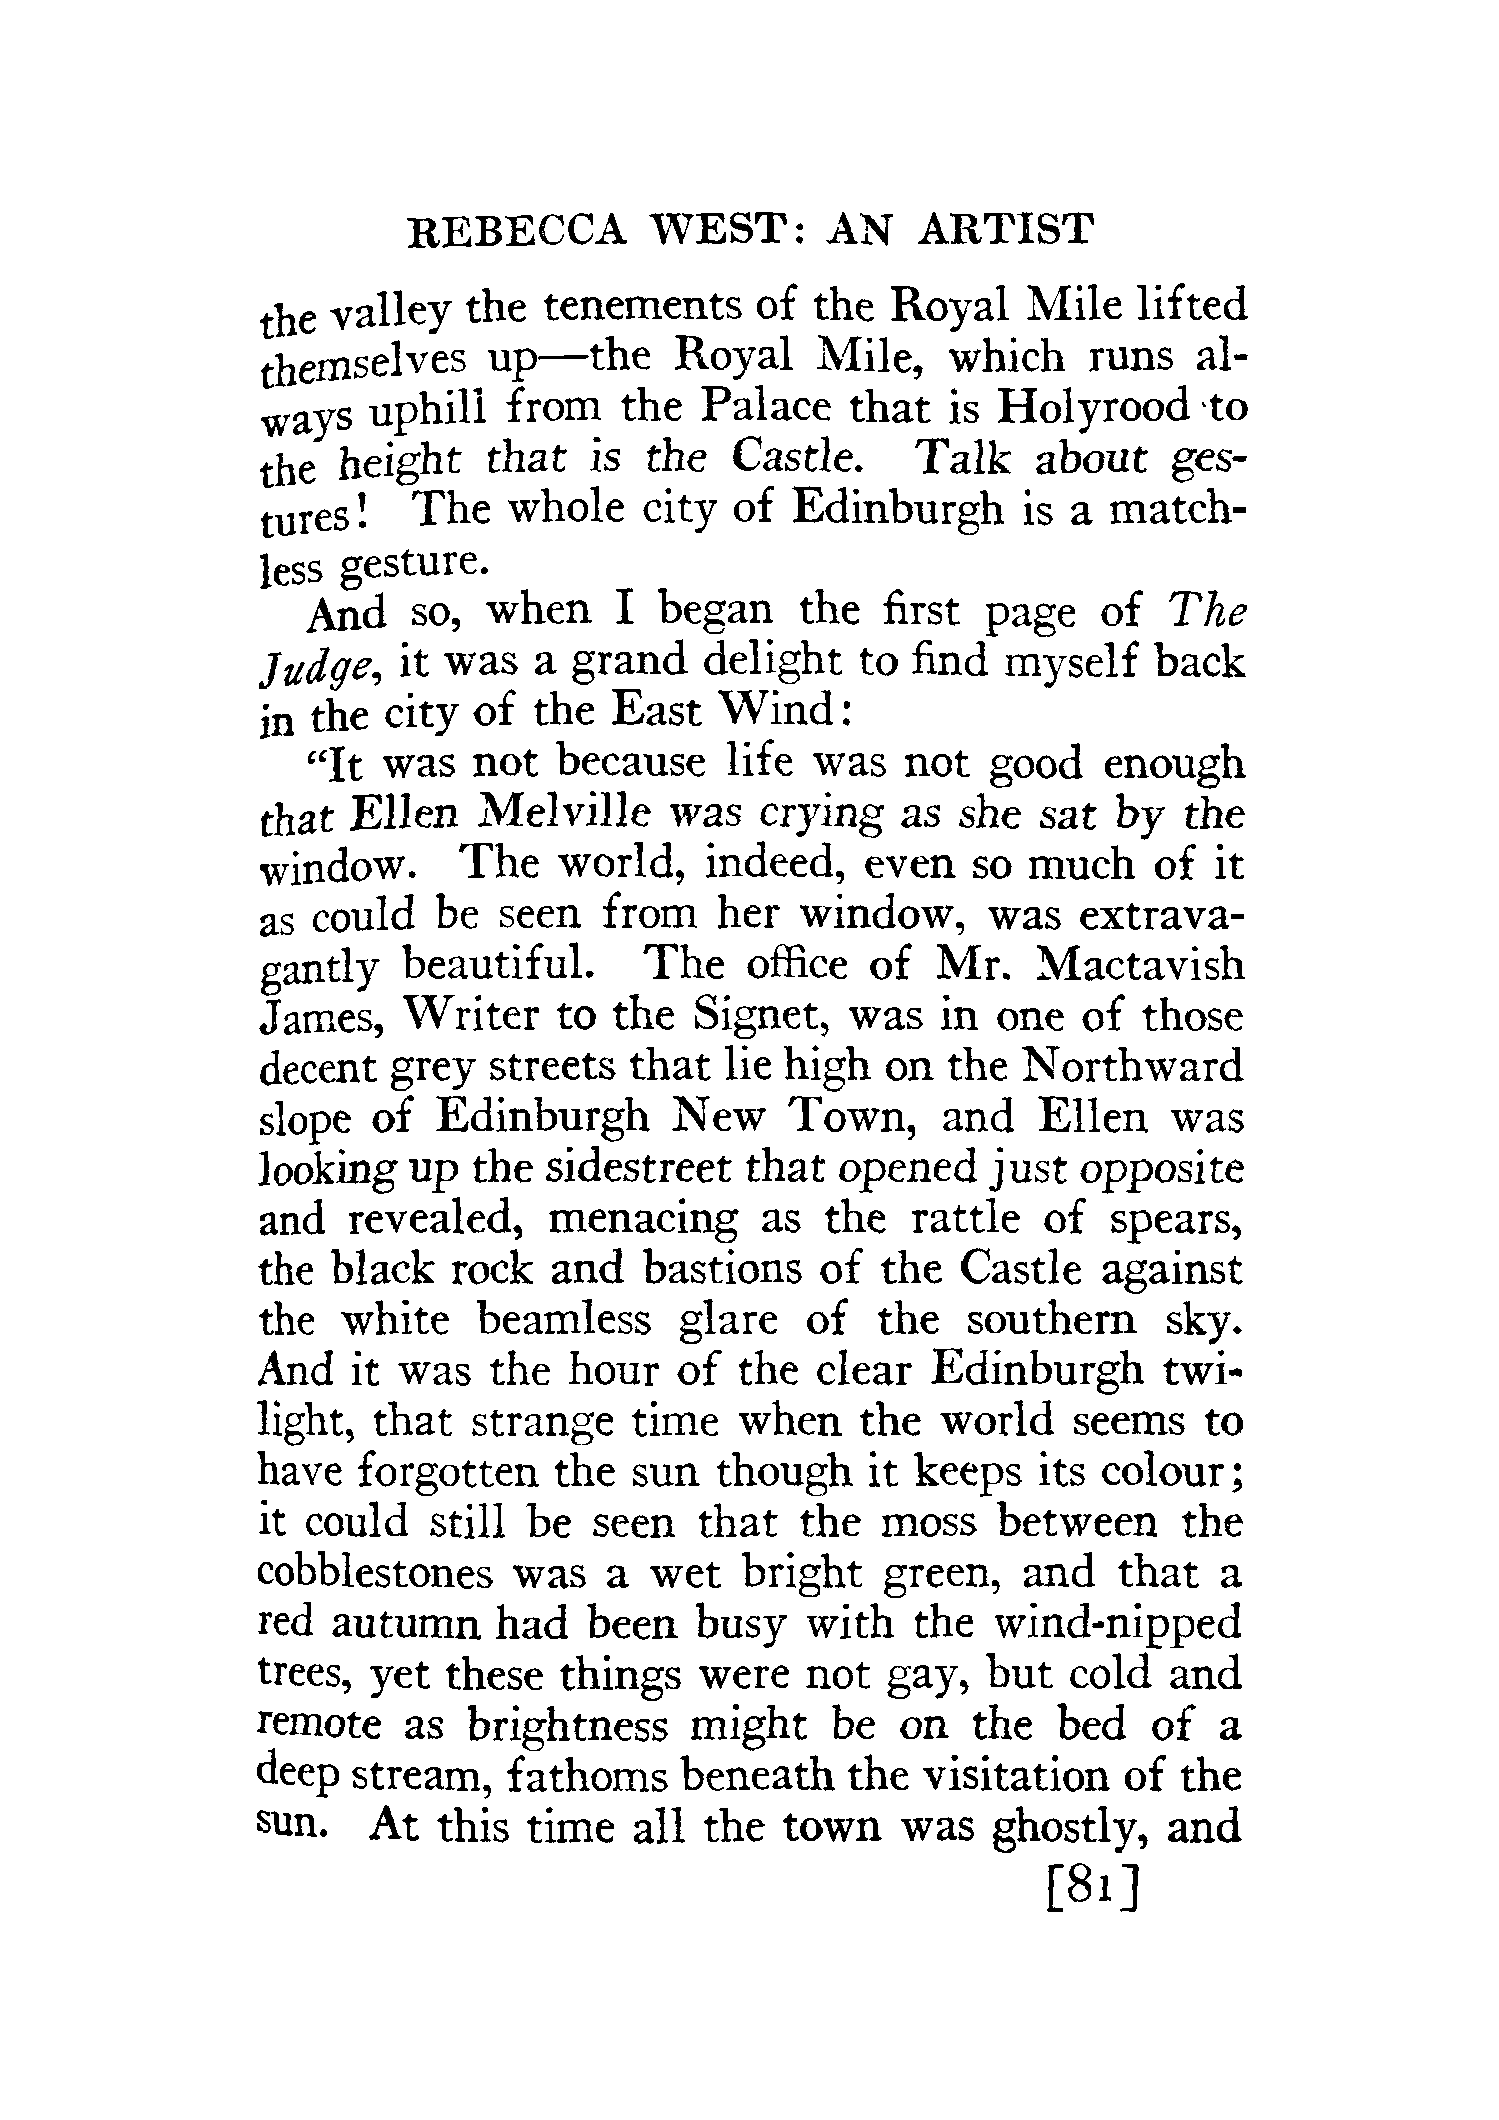 REBECCA WEST: AN ARTIST
the valley the tenements of the Royal Mile lifted
themselves up—the Royal Mile, which runs al-
ways uphill from the Palace that is Holyrood to
the height that is the Castle. Talk about ges-
tures! The whole city of Edinburgh is a match-
less gesture.
And so, when I began the first page of The
Judge, it was a grand delight to find myself back
in the city of the East Wind:
"It was not because life was not good enough
that Ellen Melville was crying as she sat by the
window. The world, indeed, even so much of it
as could be seen from her window, was extrava-
gantly beautiful. The office of Mr. Mactavish
James, Writer to the Signet, was in one of those
decent grey streets that lie high on the Northward
slope of Edinburgh New Town, and Ellen was
looking up the sidestreet that opened just opposite
and revealed, menacing as the rattle of spears,
the black rock and bastions of the Castle against
the white beamless glare of the southern sky.
And it was the hour of the clear Edinburgh twi-
light, that strange time when the world seems to
have forgotten the sun though it keeps its colour;
it could still be seen that the moss between the
cobblestones was a wet bright green, and that a
red autumn had been busy with the wind-nipped
trees, yet these things were not gay, but cold and
remote as brightness might be on the bed of a
deep stream, fathoms beneath the visitation of the
sun. At this time all the town was ghostly, and
[81]